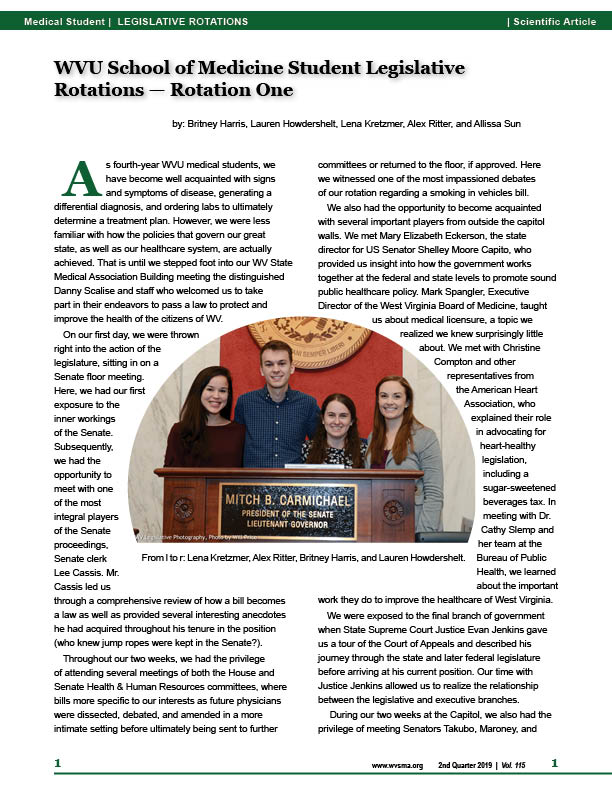 Medical Student | LEGISLATIVE ROTATIONS
| Scientific Article
WVU School of Medicine Student Legislative
Rotations — Rotation One
by: Britney Harris, Lauren Howdershelt, Lena Kretzmer, Alex Ritter, and Allissa Sun
As fourth-year WVU medical students, we
have become well acquainted with signs
and symptoms of disease, generating a
differential diagnosis, and ordering labs to ultimately
determine a treatment plan. However, we were less
familiar with how the policies that govern our great
state, as well as our healthcare system, are actually
achieved. That is until we stepped foot into our WV State
Medical Association Building meeting the distinguished
Danny Scalise and staff who welcomed us to take
part in their endeavors to pass a law to protect and
improve the health of the citizens of WV.
On our first day, we were thrown
right into the action of the
legislature, sitting in on a
Senate floor meeting.
Here, we had our first
exposure to the
inner workings
of the Senate.
Subsequently,
we had the
opportunity to
meet with one
of the most
integral players
of the Senate
proceedings,
Senate clerk
Lee Cassis. Mr.
Cassis led us
through a comprehensive review of how a bill becomes
a law as well as provided several interesting anecdotes
he had acquired throughout his tenure in the position
(who knew jump ropes were kept in the Senate?).
Throughout our two weeks, we had the privilege
of attending several meetings of both the House and
Senate Health & Human Resources committees, where
bills more specific to our interests as future physicians
were dissected, debated, and amended in a more
intimate setting before ultimately being sent to further
committees or returned to the floor, if approved. Here
we witnessed one of the most impassioned debates
of our rotation regarding a smoking in vehicles bill.
We also had the opportunity to become acquainted
with several important players from outside the capitol
walls. We met Mary Elizabeth Eckerson, the state
director for US Senator Shelley Moore Capito, who
provided us insight into how the government works
together at the federal and state levels to promote sound
public healthcare policy. Mark Spangler, Executive
Director of the West Virginia Board of Medicine, taught
us about medical licensure, a topic we
realized we knew surprisingly little
about. We met with Christine
Compton and other
representatives from
the American Heart
Association, who
explained their role
in advocating for
heart-healthy
legislation,
including a
sugar-sweetened
beverages tax. In
meeting with Dr.
Cathy Slemp and
her team at the
Bureau of Public
Health, we learned
about the important
work they do to improve the healthcare of West Virginia.
We were exposed to the final branch of government
when State Supreme Court Justice Evan Jenkins gave
us a tour of the Court of Appeals and described his
journey through the state and later federal legislature
before arriving at his current position. Our time with
Justice Jenkins allowed us to realize the relationship
between the legislative and executive branches.
During our two weeks at the Capitol, we also had the
privilege of meeting Senators Takubo, Maroney, and
SEMPER LIBERI
MITCH B. CARMICHAEL
PRESIDENT OF THE SENATE
LIEUTENANT GOVERNOR
Legislative Photography, Photo by Will Price
From l to r: Lena Kretzmer, Alex Ritter, Britney Harris, and Lauren Howdershelt.
1
www.wvsma.org 2nd Quarter 2019 | Vol. 115 1